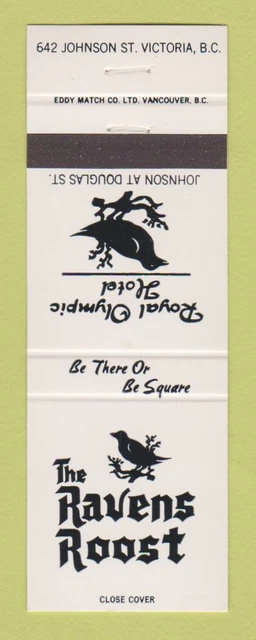 642 JOHNSON ST. VICTORIA, B.C.
EDDY MATCH CO. LTD. VANCOUVER, B.C.
JOHNSON AT DOUGLAS ST.
Royal Olympic
Hotel
Be There Or
Be Square
The
Ravens
Roost
CLOSE COVER